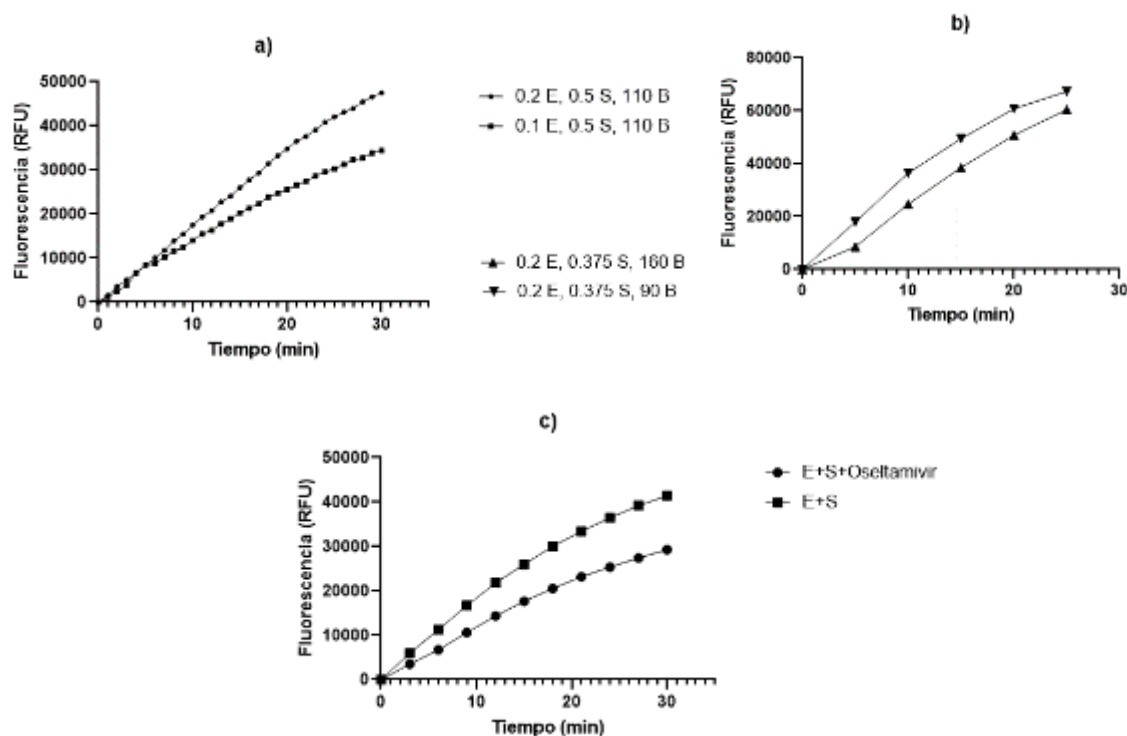 a)
Fluorescencia (RFU)
50000
40000
30000
20000
10000
0
0 10 20 30
Tiempo (min)
0.2 E, 0.5 S, 110 B
0.1 E, 0.5 S, 110 B
0.2 E, 0.375 S, 160 B
0.2 E, 0.375 S, 90 B
b)
Fluorescencia (RFU)
80000
60000
40000
20000
0
0 10 20 30
Tiempo (min)
c)
Fluorescencia (RFU)
50000
40000
30000
20000
10000
0
0 10 20 30
Tiempo (min)
E+S+Oseltamivir
E+S